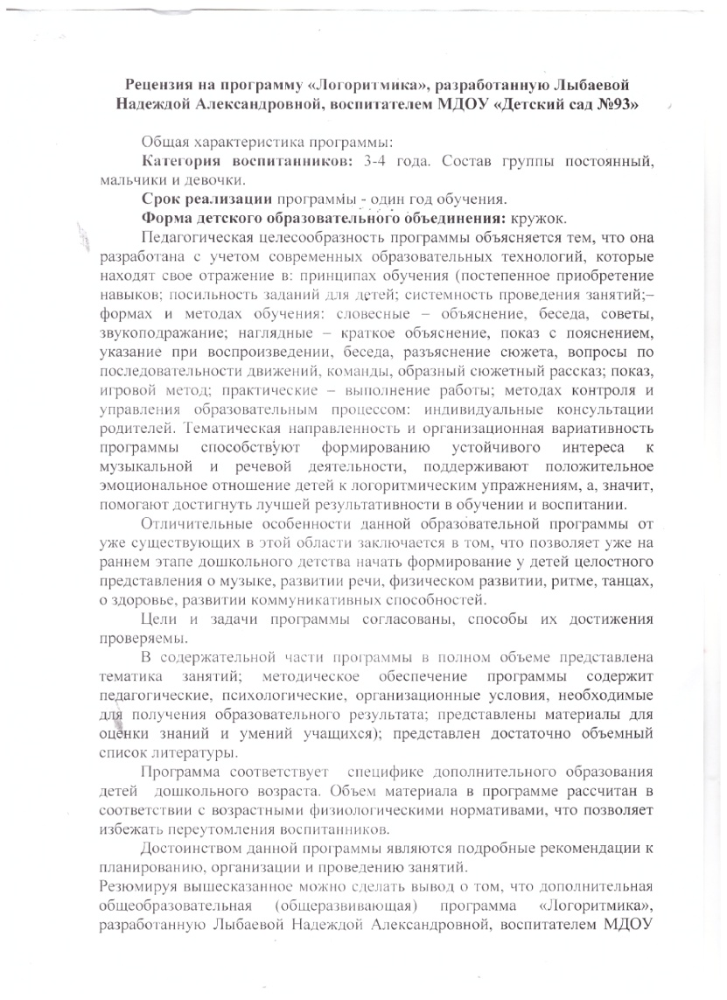 Рецензия на программу «Логоритмика», разработанную Лыбаевой
Надеждой Александровной, воспитателем МДОУ «Детский сад №93»
Общая характеристика программы:
Категория воспитанников: 3-4 года. Состав группы постоянный,
мальчики и девочки.
Срок реализации программы - один год обучения.
Форма детского образовательного объединения: кружок.
Педагогическая целесообразность программы объясняется тем, что она
разработана с учетом современных образовательных технологий, которые
находят свое отражение в: принципах обучения (постепенное приобретение
навыков; посильность заданий для детей; системность проведения занятий;–
формах и методах обучения: словесные – объяснение, беседа, советы,
звукоподражание; наглядные – краткое объяснение, показ с пояснением,
указание при воспроизведении, беседа, разъяснение сюжета, вопросы по
последовательности движений, команды, образный сюжетный рассказ; показ,
игровой метод; практические – выполнение работы; методах контроля и
управления образовательным процессом: индивидуальные консультации
родителей. Тематическая направленность и организационная вариативность
программы способствуют формированию устойчивого интереса к
музыкальной и речевой деятельности, поддерживают положительное
эмоциональное отношение детей к логоритмическим упражнениям, а, значит,
помогают достигнуть лучшей результативности в обучении и воспитании.
Отличительные особенности данной образовательной программы от
уже существующих в этой области заключается в том, что позволяет уже на
раннем этапе дошкольного детства начать формирование у детей целостного
представления о музыке, развитии речи, физическом развитии, ритме, танцах,
о здоровье, развитии коммуникативных способностей.
Цели и задачи программы согласованы, способы их достижения
проверяемы.
В содержательной части программы в полном объеме представлена
тематика занятий; методическое обеспечение программы содержит
педагогические, психологические, организационные условия, необходимые
для получения образовательного результата; представлены материалы для
оценки знаний и умений учащихся); представлен достаточно объемный
список литературы.
Программа соответствует специфике дополнительного образования
детей дошкольного возраста. Объем материала в программе рассчитан в
соответствии с возрастными физиологическими нормативами, что позволяет
избежать переутомления воспитанников.
Достоинством данной программы являются подробные рекомендации к
планированию, организации и проведению занятий.
Резюмируя вышесказанное можно сделать вывод о том, что дополнительная
общеобразовательная (общеразвивающая) программа «Логоритмика»,
разработанную Лыбаевой Надеждой Александровной, воспитателем МДОУ